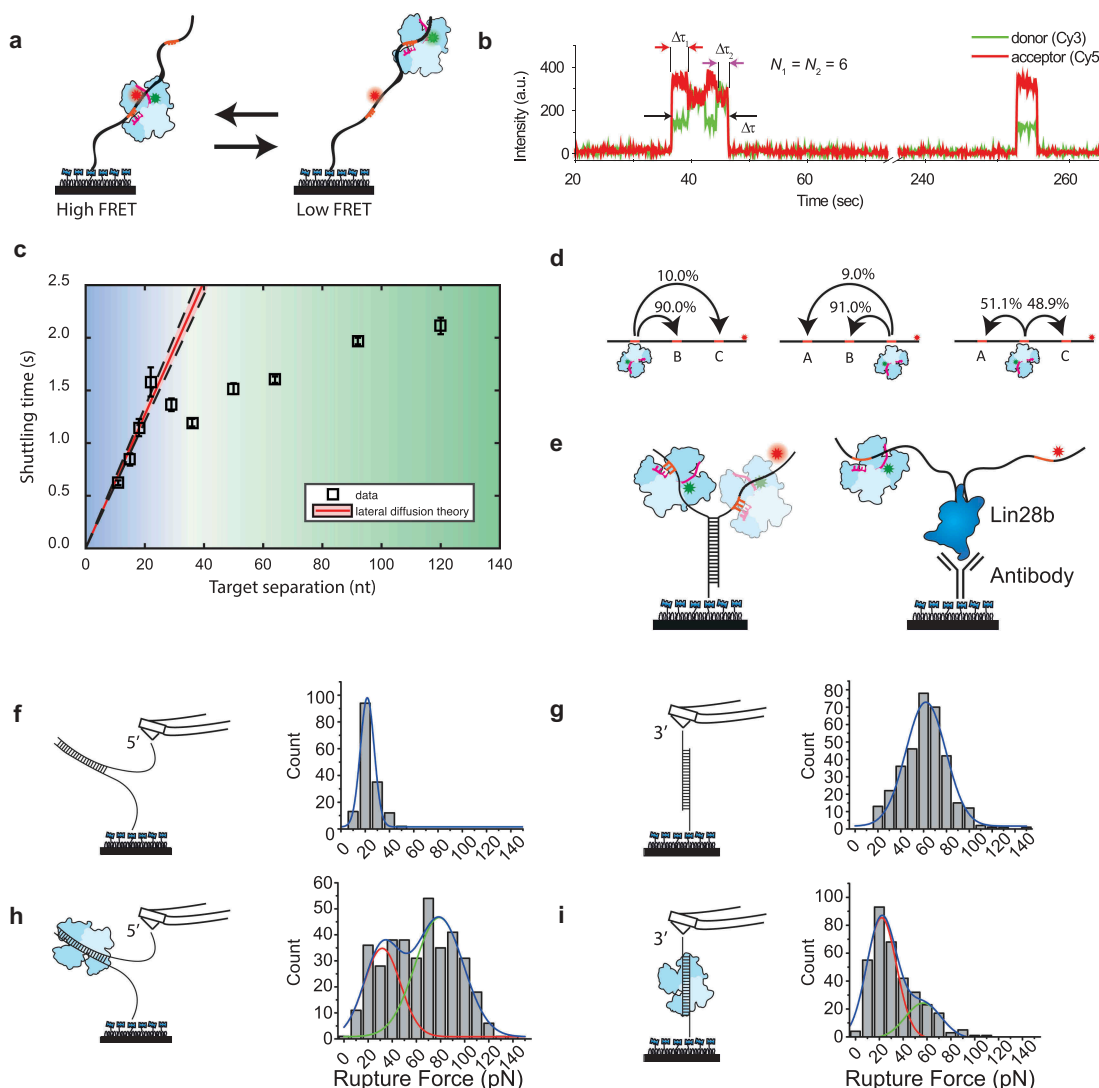 a
High FRET
Low FRET
b
Δτ₁
Δτ₂
N₁ = N₂ = 6
donor (Cy3)
acceptor (Cy5
Intensity (a.u.)
400
200
0
Δτ
20
40
60
80
240
260
Time (sec)
c
Shuttling time (s)
2.5
2.0
1.5
1.0
0.5
0.0
data
lateral diffusion theory
0
20
40
60
80
100
120
140
Target separation (nt)
d
10.0%
90.0%
B
C
9.0%
91.0%
A
B
51.1%
48.9%
A
C
e
Lin28b
Antibody
f
5′
Count
100
80
60
40
20
0
0
20
40
60
80
100
120
140
g
3′
Count
80
70
60
50
40
30
20
10
0
0
20
40
60
80
100
120
140
h
5′
Count
60
50
40
30
20
10
0
0
20
40
60
80
100
120
140
Rupture Force (pN)
i
3′
Count
100
80
60
40
20
0
0
20
40
60
80
100
120
140
Rupture Force (pN)